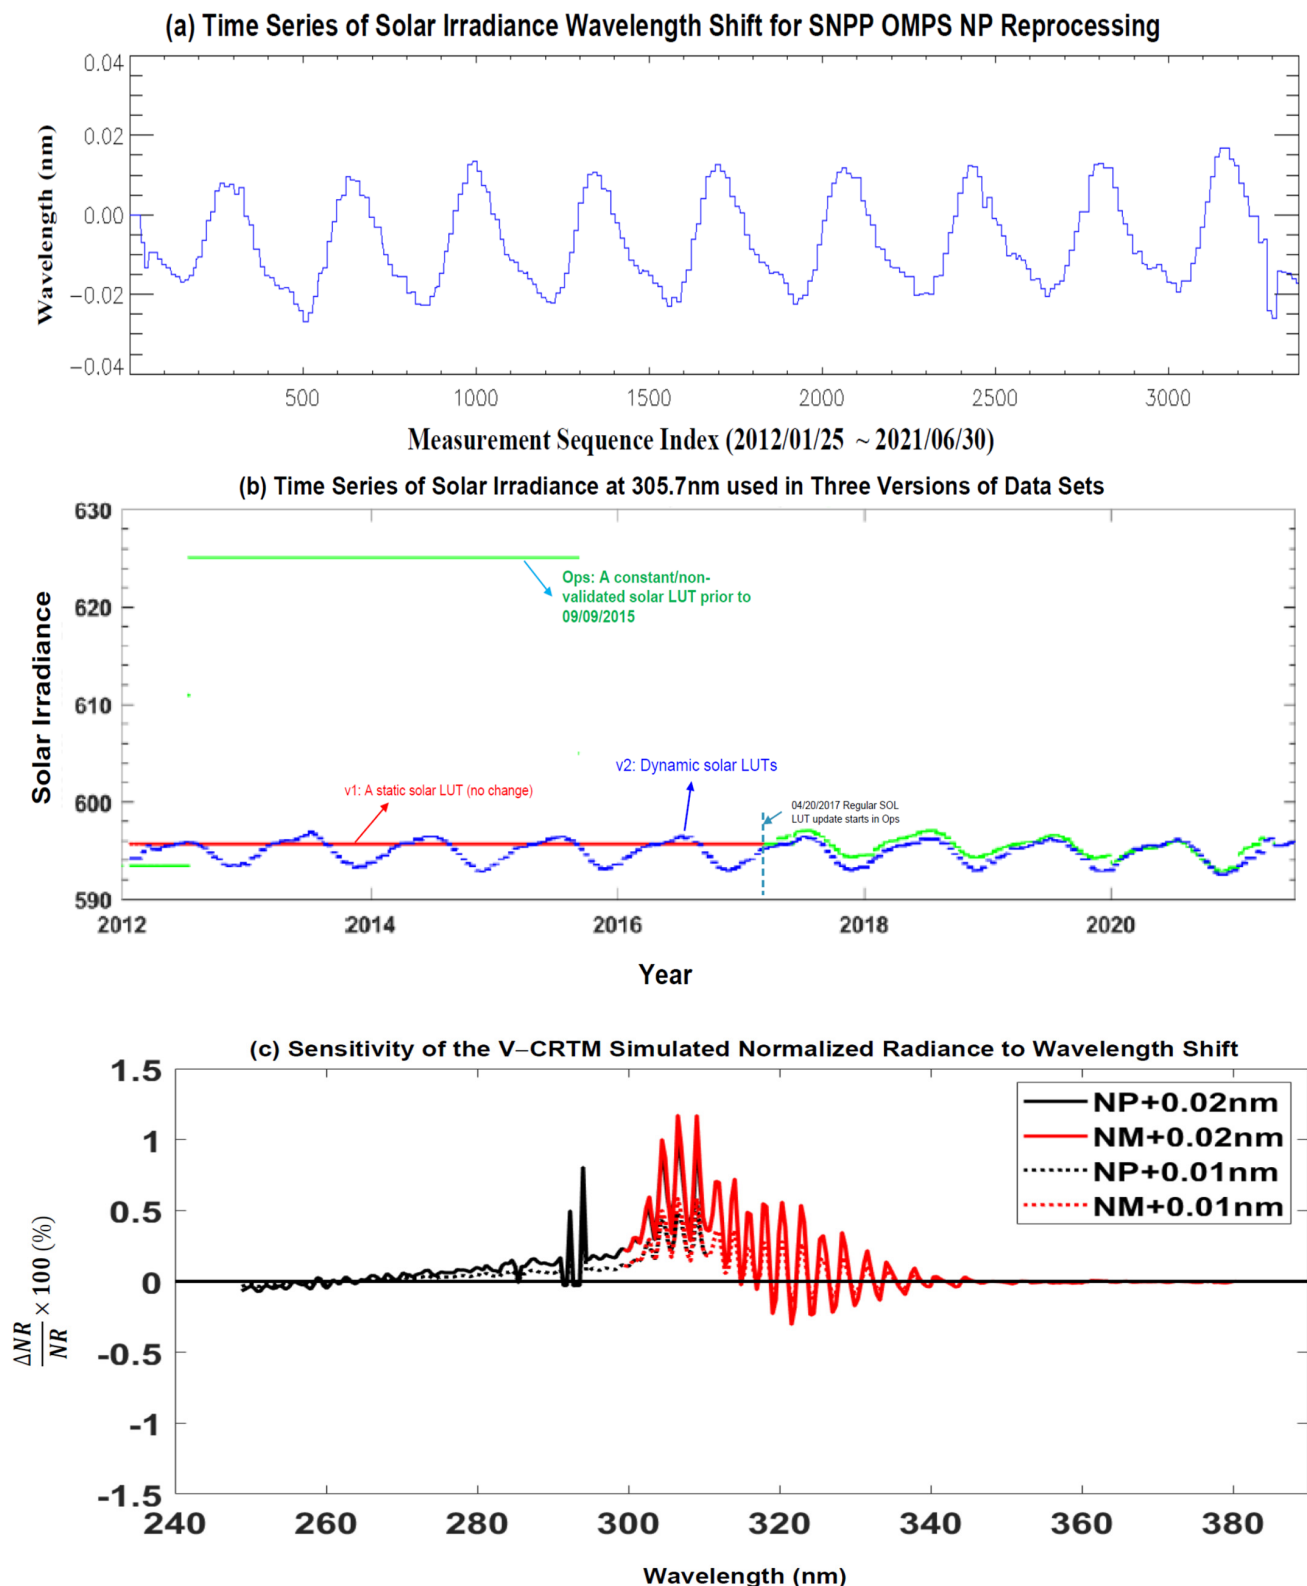 (a) Time Series of Solar Irradiance Wavelength Shift for SNPP OMPS NP Reprocessing
0.04
0.02
0.00
−0.02
−0.04
Wavelength (nm)
500 1000 1500 2000 2500 3000
Measurement Sequence Index (2012/01/25 ~ 2021/06/30)
(b) Time Series of Solar Irradiance at 305.7nm used in Three Versions of Data Sets
630
620
610
600
590
Solar Irradiance
Ops: A constant/non-
validated solar LUT prior to
09/09/2015
v2: Dynamic solar LUTs
v1: A static solar LUT (no change)
04/20/2017 Regular SOL
LUT update starts in Ops
2012 2014 2016 2018 2020
Year
(c) Sensitivity of the V−CRTM Simulated Normalized Radiance to Wavelength Shift
1.5
1
0.5
0
-0.5
-1
-1.5
ΔNR/NR × 100 (%)
NP+0.02nm
NM+0.02nm
NP+0.01nm
NM+0.01nm
240 260 280 300 320 340 360 380
Wavelength (nm)